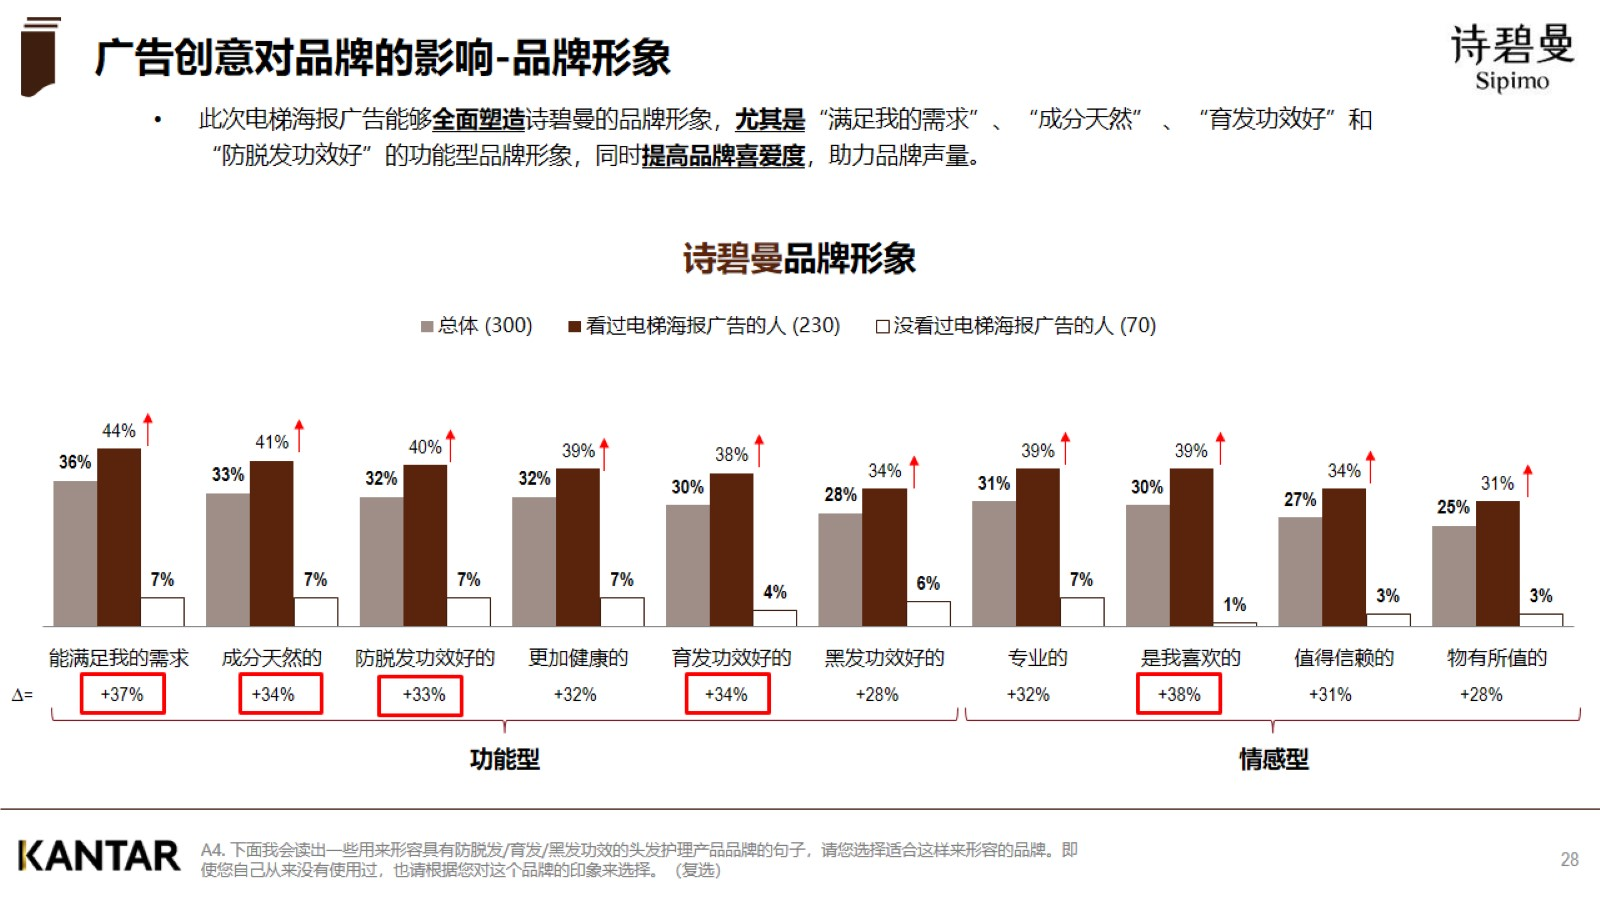 广告创意对品牌的影响-品牌形象
诗碧曼
Sipimo
• 此次电梯海报广告能够全面塑造诗碧曼的品牌形象，尤其是“满足我的需求”、“成分天然”、“育发功效好”和
“防脱发功效好”的功能型品牌形象，同时提高品牌喜爱度，助力品牌声量。
诗碧曼品牌形象
总体 (300) 看过电梯海报广告的人 (230) 没看过电梯海报广告的人 (70)
36% 44% 7% 33% 41% 7% 32% 40% 7% 32% 39% 7% 30% 38% 4% 28% 34% 6% 31% 39% 7% 30% 39% 1% 27% 34% 3% 25% 31% 3%
能满足我的需求 成分天然的 防脱发功效好的 更加健康的 育发功效好的 黑发功效好的 专业的 是我喜欢的 值得信赖的 物有所值的
Δ= +37% +34% +33% +32% +34% +28% +32% +38% +31% +28%
功能型 情感型
KANTAR
A4. 下面我会读出一些用来形容具有防脱发/育发/黑发功效的头发护理产品品牌的句子，请您选择适合这样来形容的品牌。即
使您自己从来没有使用过，也请根据您对这个品牌的印象来选择。（复选）
28